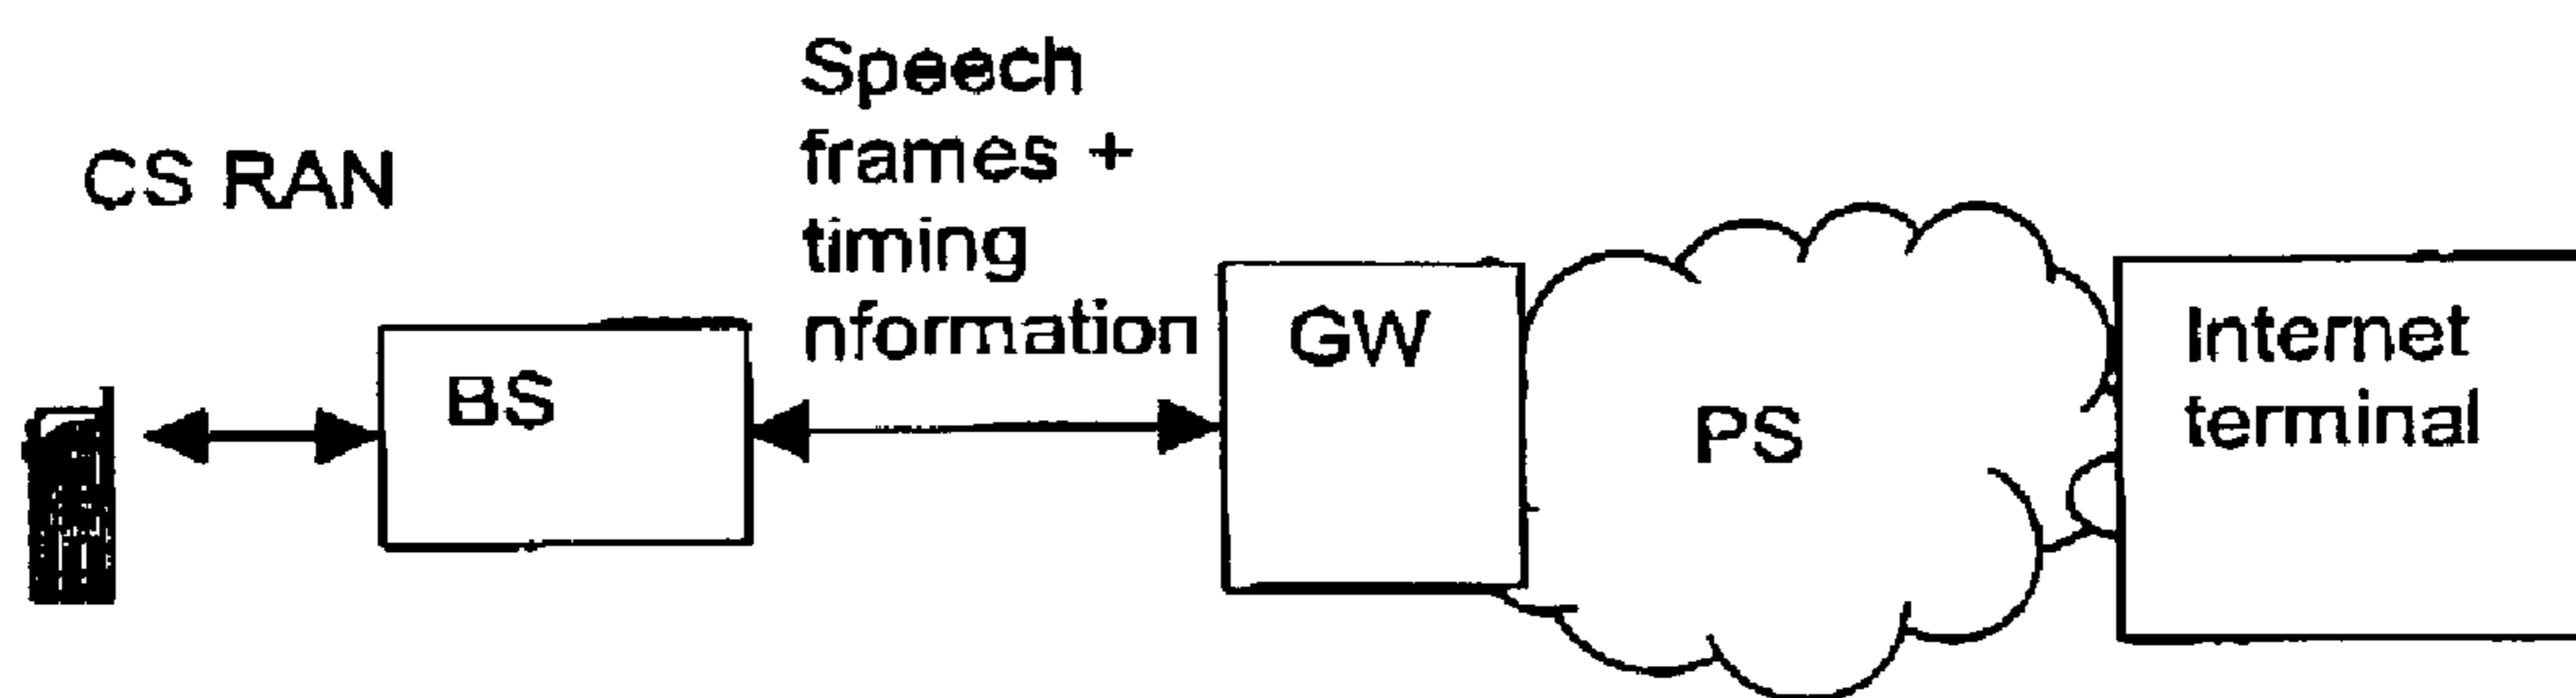 CS RAN
Speech
frames +
timing
nformation
BS
GW
PS
Internet
terminal